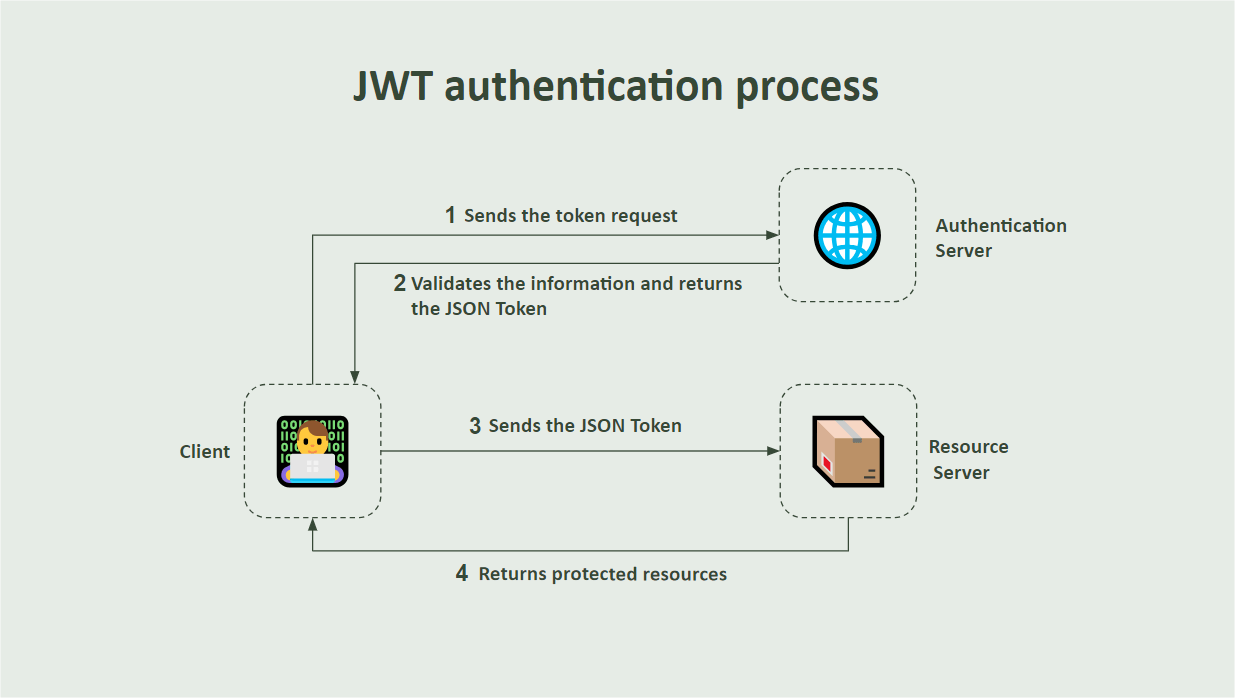 JWT authentication process
1 Sends the token request
Authentication
Server
2 Validates the information and returns
the JSON Token
Client
3 Sends the JSON Token
Resource
Server
4 Returns protected resources